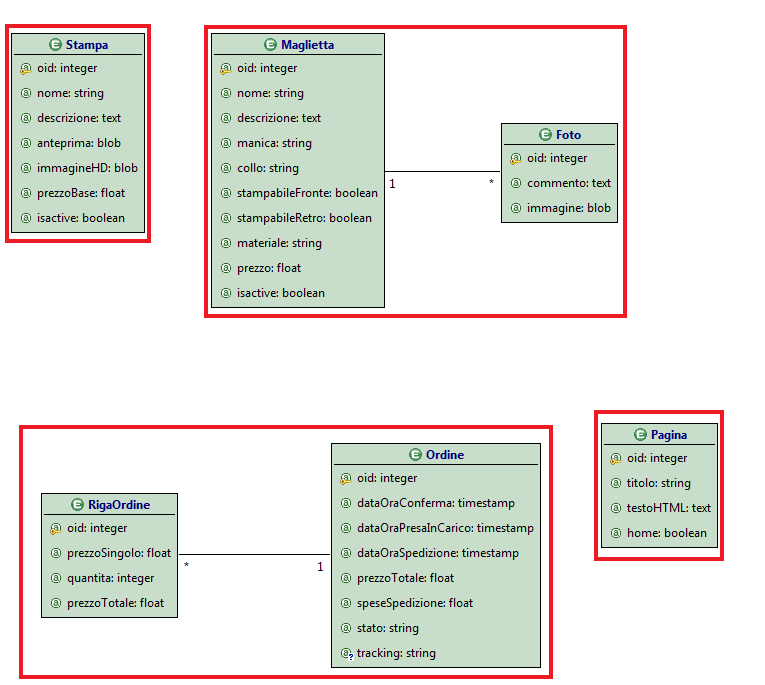 Stampa
oid: integer
nome: string
descrizione: text
anteprima: blob
immagineHD: blob
prezzoBase: float
isactive: boolean
Maglietta
oid: integer
nome: string
descrizione: text
manica: string
collo: string
stampabileFronte: boolean
stampabileRetro: boolean
materiale: string
prezzo: float
isactive: boolean
1
*
Foto
oid: integer
commento: text
immagine: blob
RigaOrdine
oid: integer
prezzoSingolo: float
quantita: integer
prezzoTotale: float
*
1
Ordine
oid: integer
dataOraConferma: timestamp
dataOraPresaInCarico: timestamp
dataOraSpedizione: timestamp
prezzoTotale: float
speseSpedizione: float
stato: string
tracking: string
Pagina
oid: integer
titolo: string
testoHTML: text
home: boolean